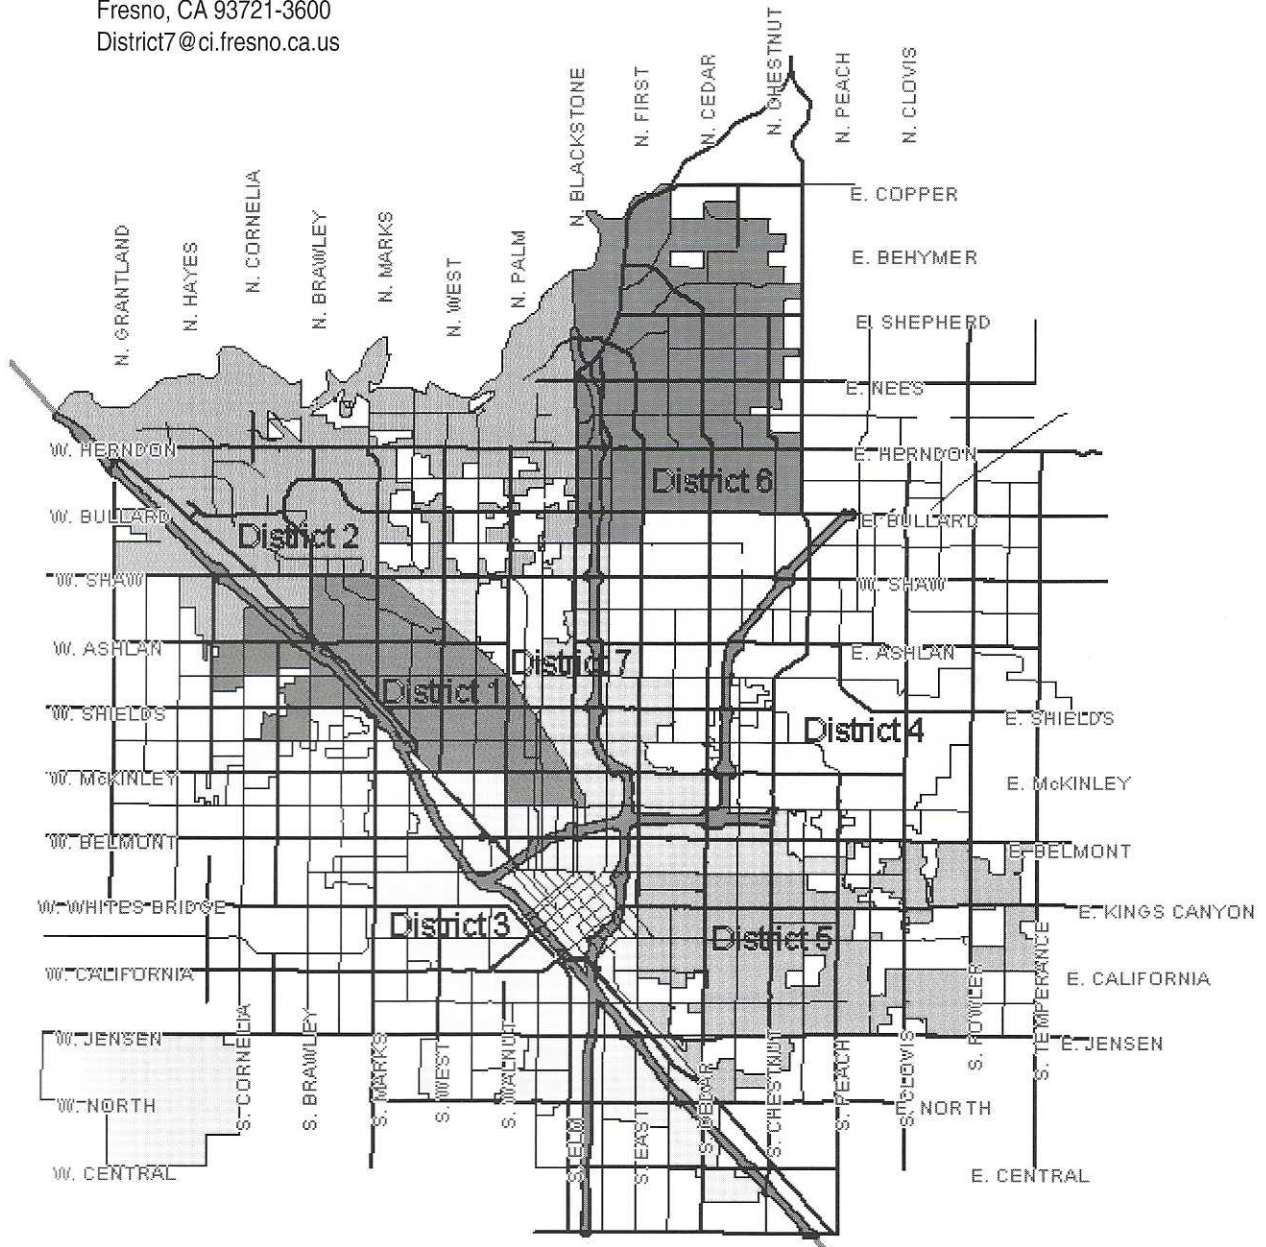 Fresno, CA 93721-3600
District7@ci.fresno.ca.us
N. GRANTLAND
N. HAYES
N. CORNELIA
N. BRAWLEY
N. MARKS
N. WEST
N. PALM
N. BLACKSTONE
N. FIRST
N. CEDAR
N. CHESTNUT
N. PEACH
N. CLOVIS
E. COPPER
E. BEHYMER
E. SHEPHERD
E. NEES
W. HERNDON
E. HERNDON
District 6
W. BULLARD
E. BULLARD
District 2
W. SHAW
W. SHAW
W. ASHLAN
E. ASHLAN
District 7
District 1
W. SHIELDS
E. SHIELDS
District 4
W. McKINLEY
E. McKINLEY
W. BELMONT
E. BELMONT
W. WHITES BRIDGE
E. KINGS CANYON
District 3
District 5
W. CALIFORNIA
E. CALIFORNIA
W. JENSEN
E. JENSEN
W. NORTH
E. NORTH
W. CENTRAL
E. CENTRAL
S. CORNELIA
S. BRAWLEY
S. MARKS
S. WEST
S. WALNUT
S. ELM
S. EAST
S. CEDAR
S. CHESTNUT
S. PEACH
S. CLOVIS
S. FOWLER
S. TEMPERANCE